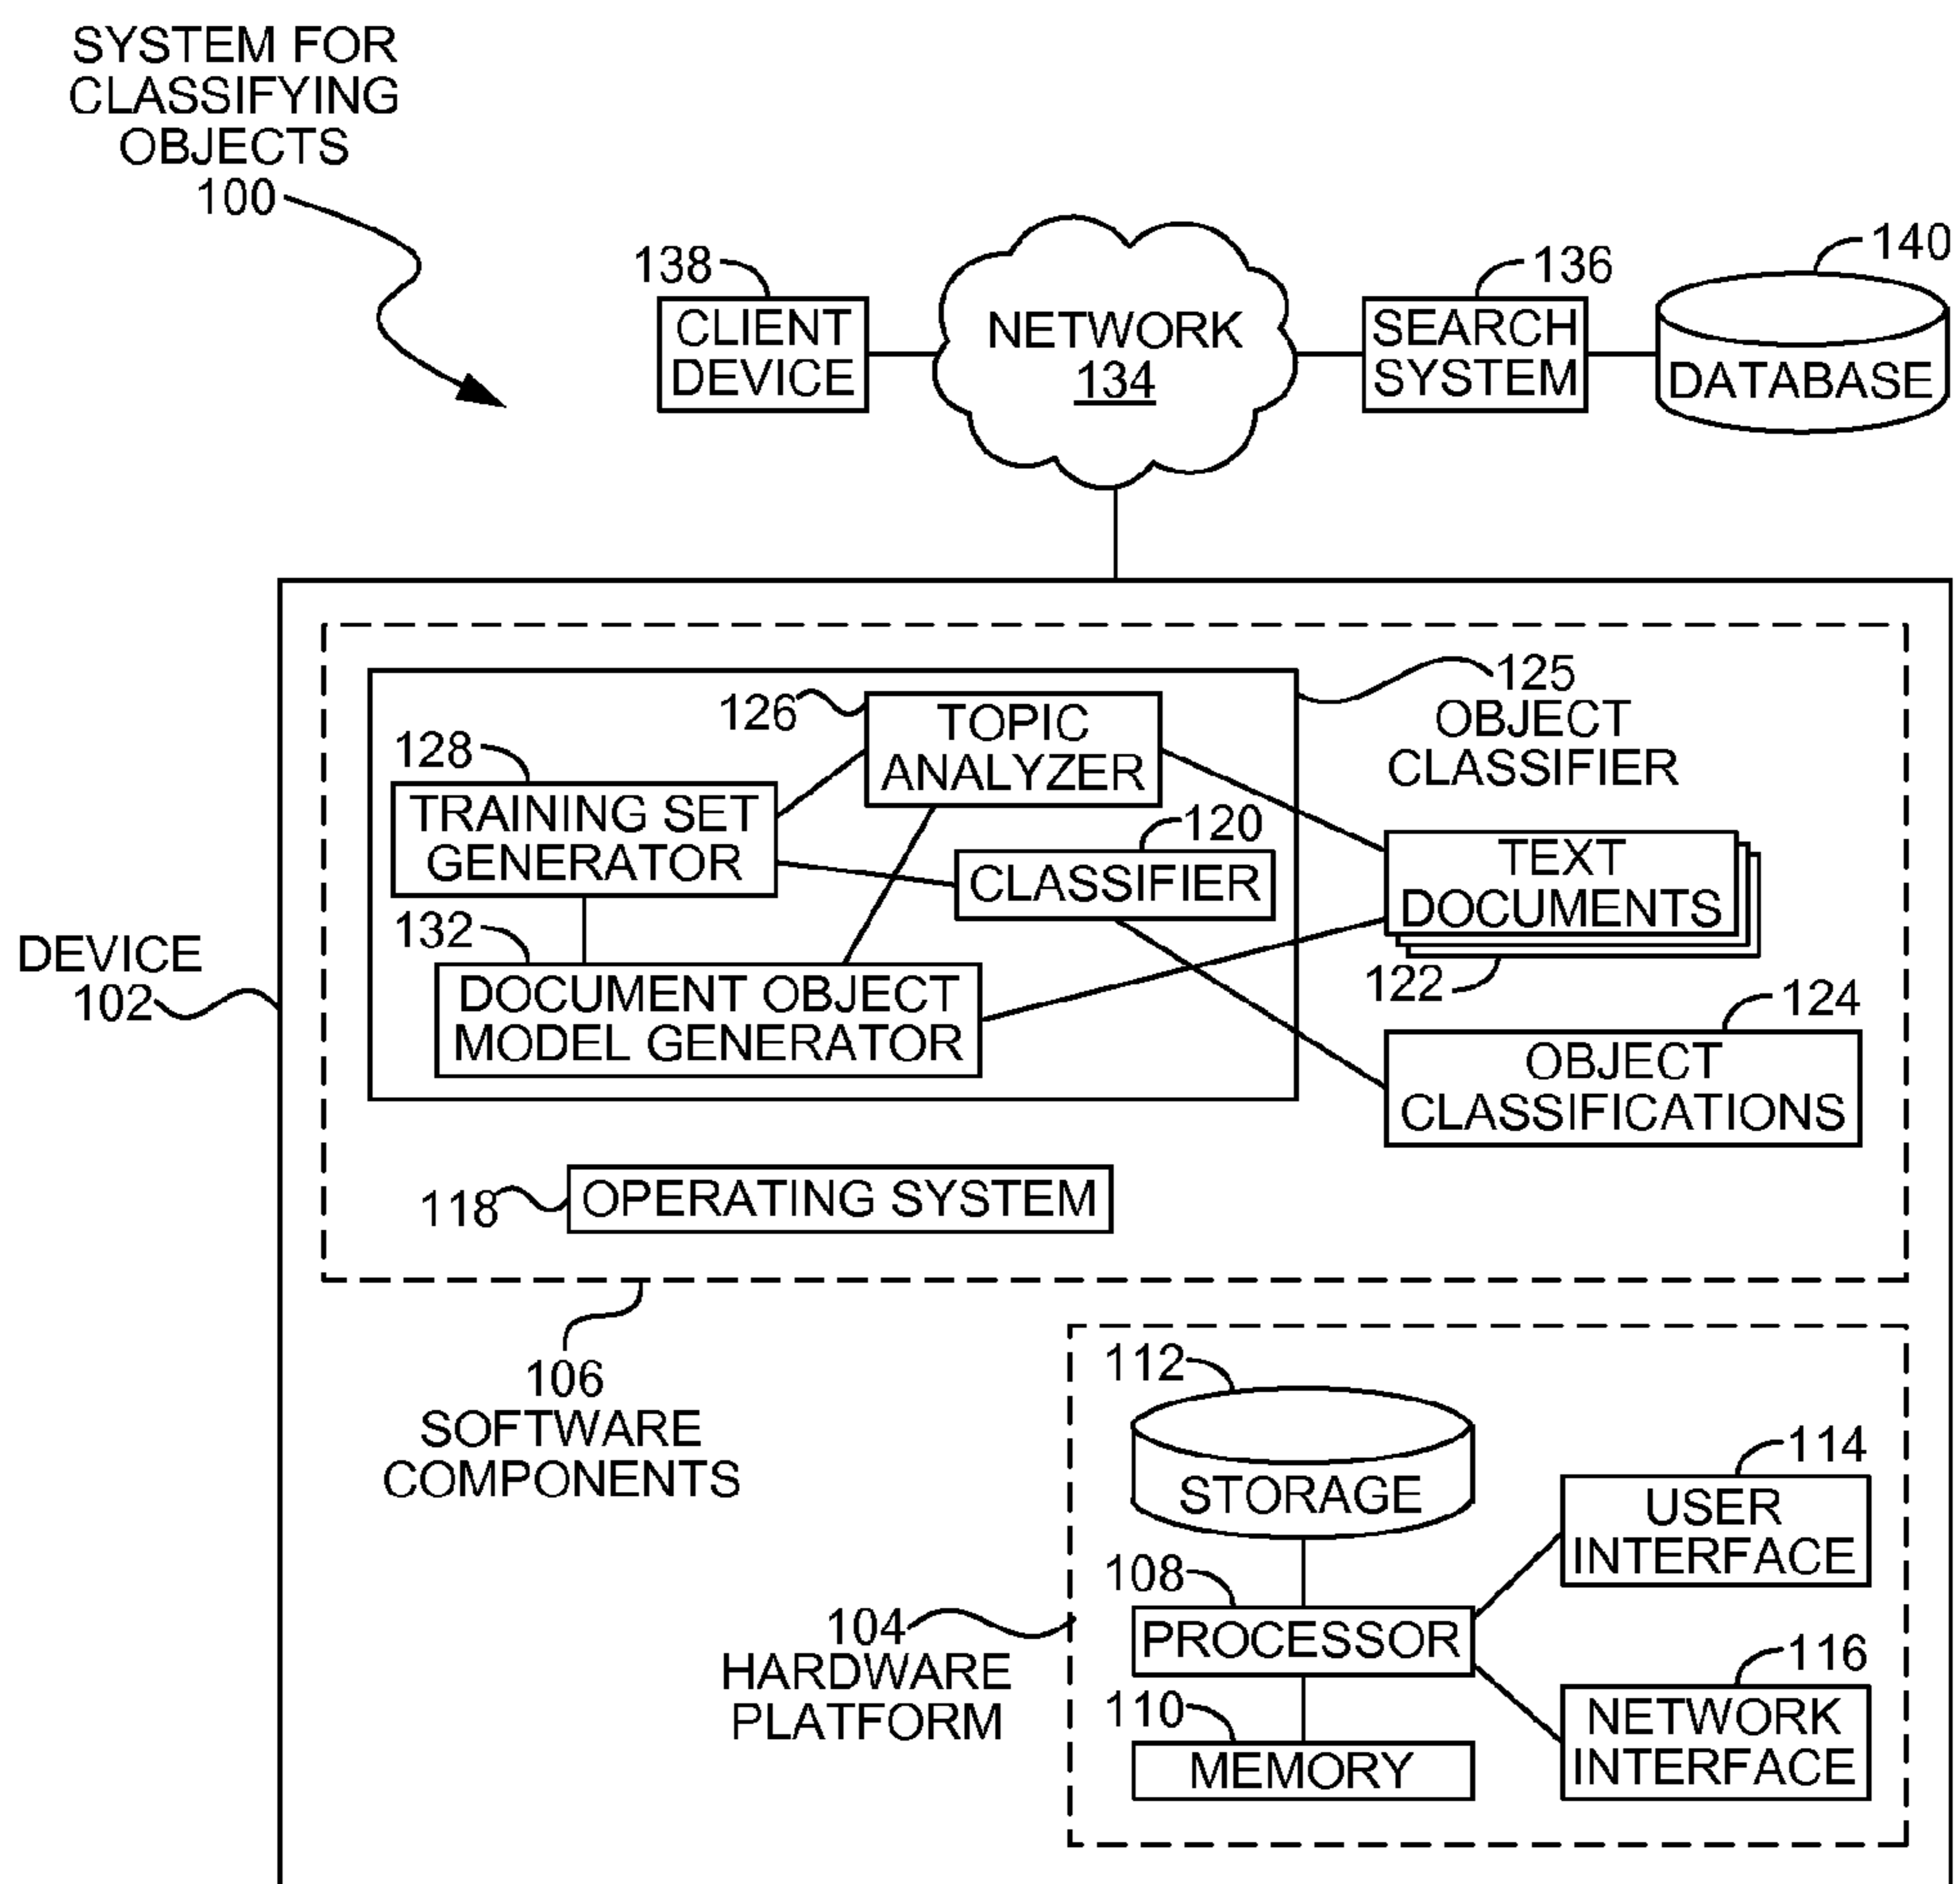 SYSTEM FOR
CLASSIFYING
OBJECTS
100
138
CLIENT
DEVICE
NETWORK
134
136
SEARCH
SYSTEM
140
DATABASE
125
OBJECT
CLASSIFIER
126
TOPIC
ANALYZER
128
TRAINING SET
GENERATOR
120
CLASSIFIER
TEXT
DOCUMENTS
122
132
DOCUMENT OBJECT
MODEL GENERATOR
124
OBJECT
CLASSIFICATIONS
DEVICE
102
118
OPERATING SYSTEM
106
SOFTWARE
COMPONENTS
112
STORAGE
114
USER
INTERFACE
108
PROCESSOR
104
HARDWARE
PLATFORM
116
NETWORK
INTERFACE
110
MEMORY